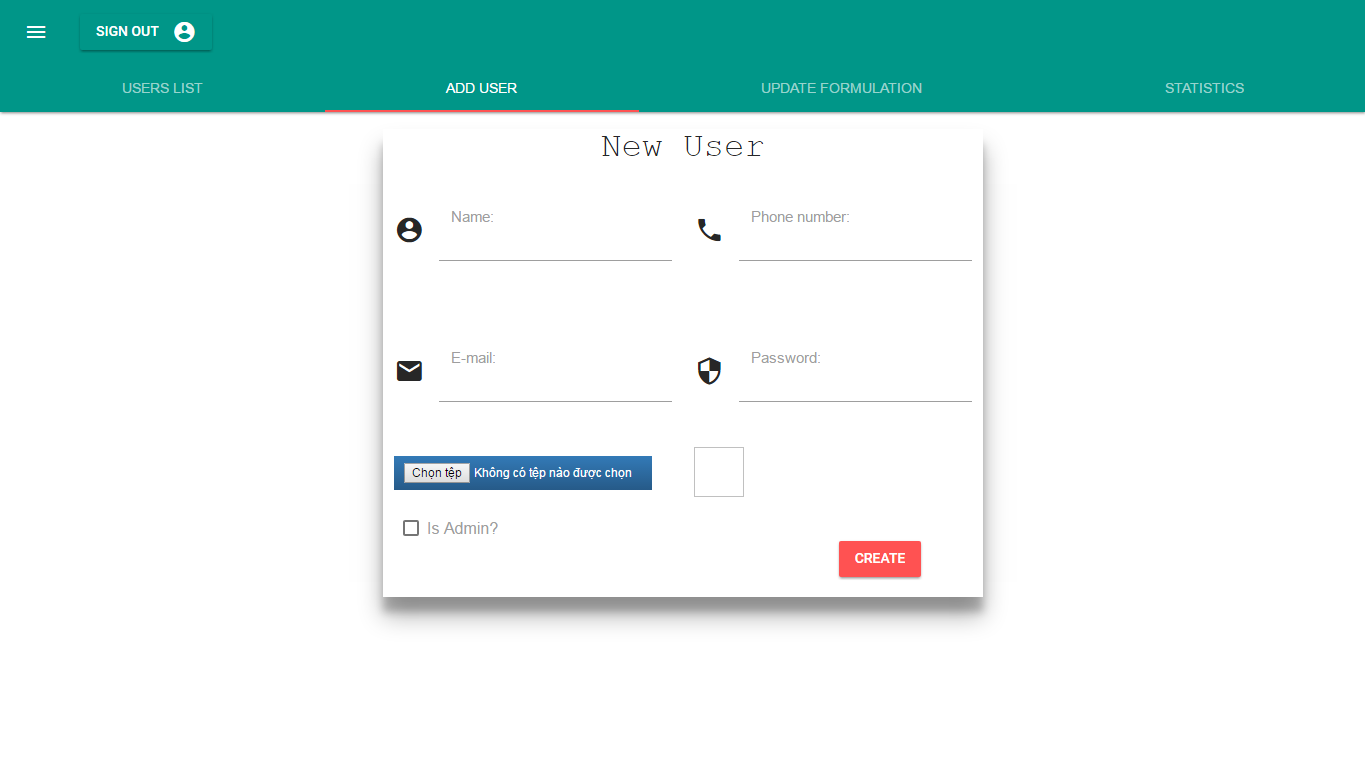 SIGN OUT
USERS LIST
ADD USER
UPDATE FORMULATION
STATISTICS
New User
Name:
Phone number:
E-mail:
Password:
Chọn tệp Không có tệp nào được chọn
Is Admin?
CREATE